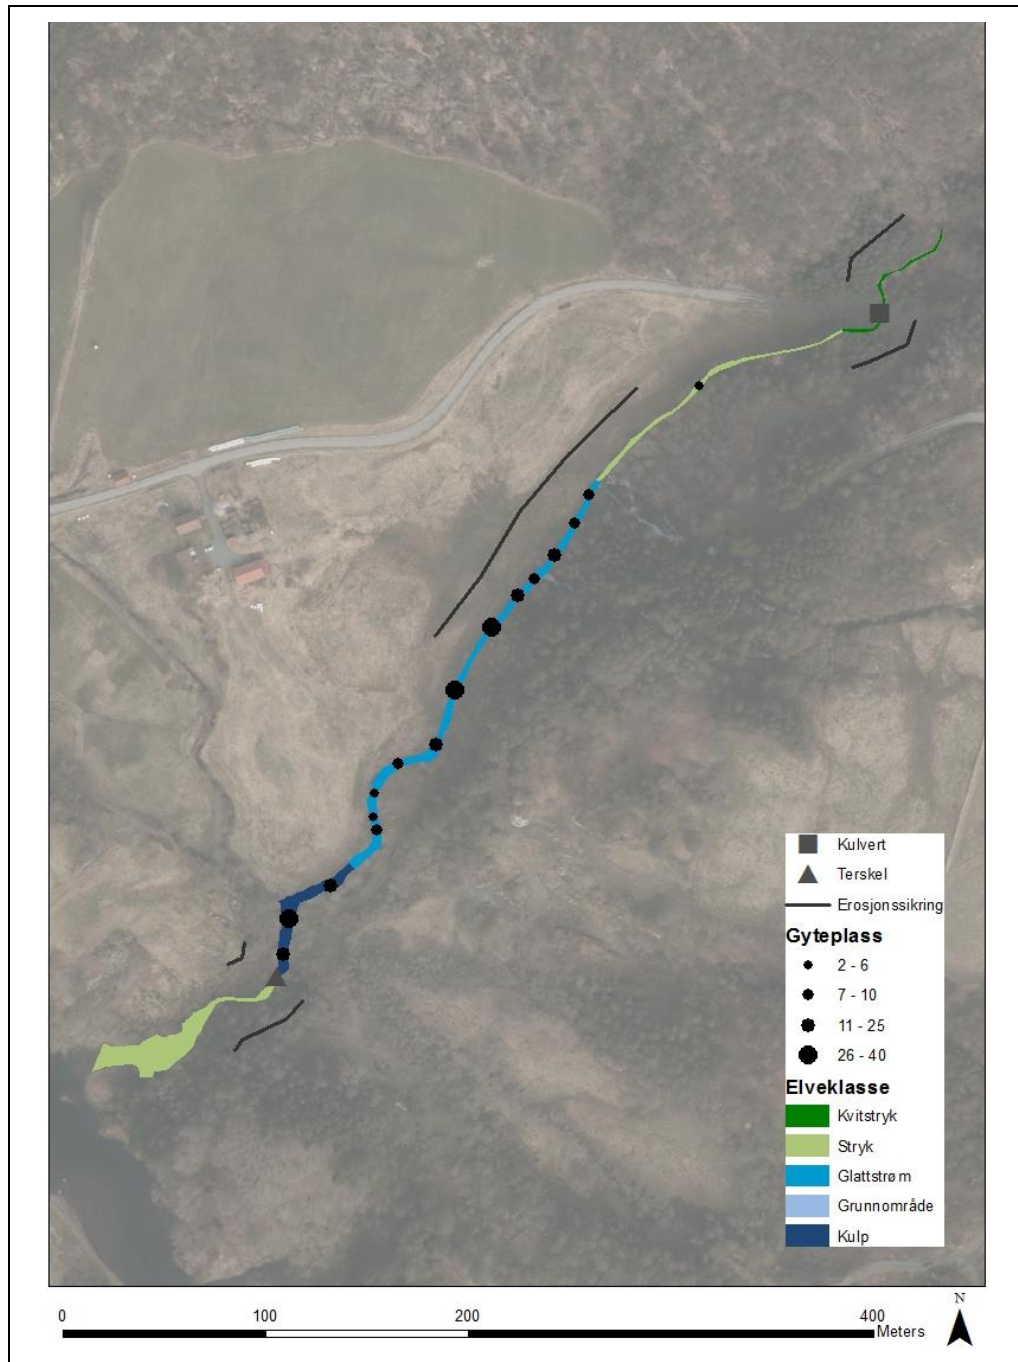 Kulvert
Terskel
Erosjonssikring
Gyteplass
2 - 6
7 - 10
11 - 25
26 - 40
Elveklasse
Kvitstryk
Stryk
Glattstrøm
Grunnområde
Kulp
0 100 200 400 Meters
N